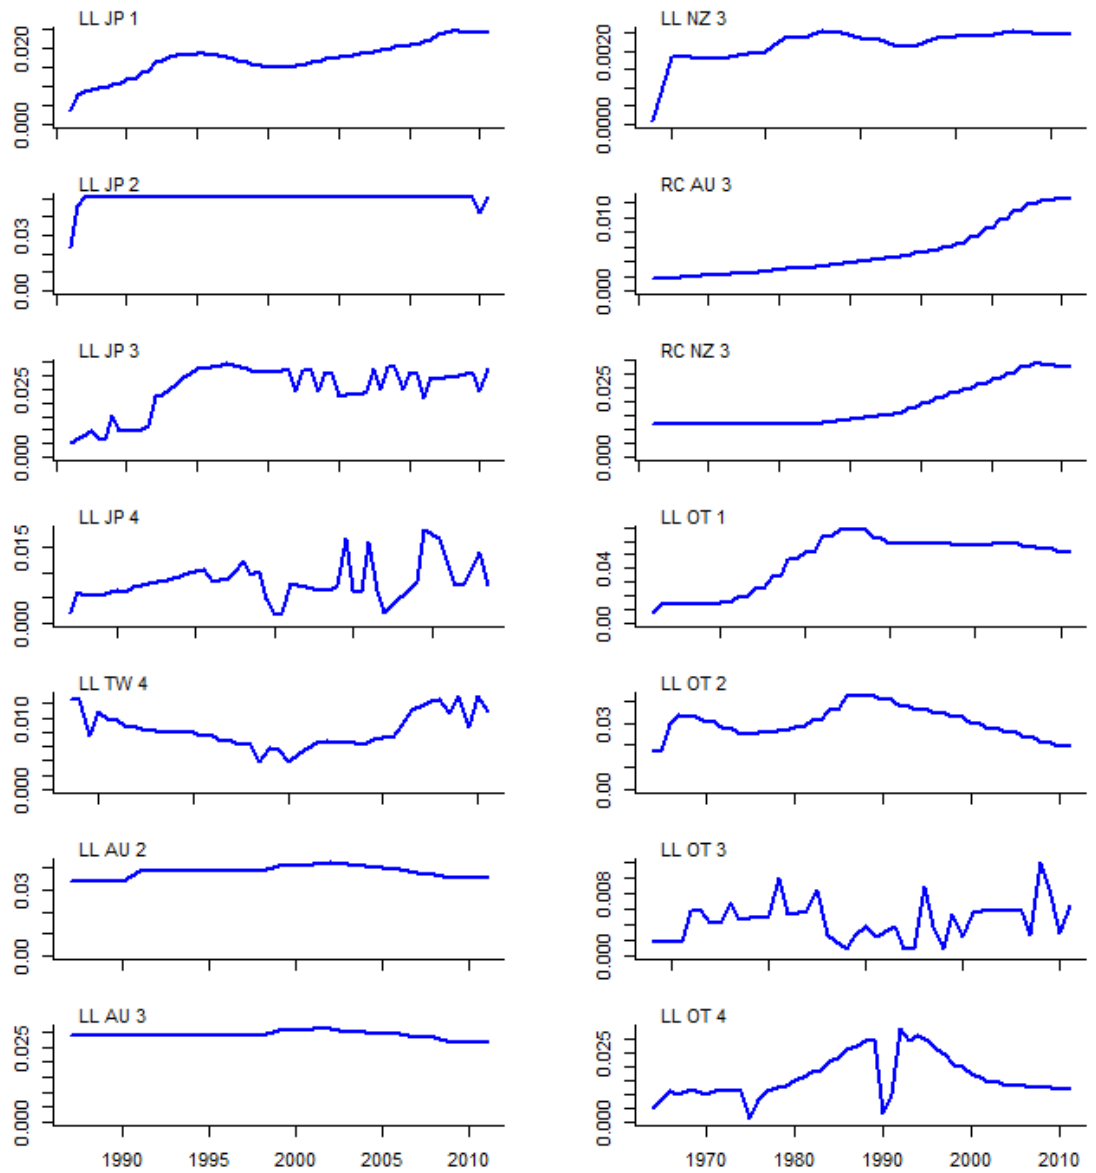 LL JP 1
0.020
0.000
LL JP 2
0.03
0.00
LL JP 3
0.025
0.000
LL JP 4
0.015
0.000
LL TW 4
0.010
0.000
LL AU 2
0.03
0.00
LL AU 3
0.025
0.000
1990 1995 2000 2005 2010
LL NZ 3
0.0020
0.0000
RC AU 3
0.010
0.000
RC NZ 3
0.025
0.000
LL OT 1
0.04
0.00
LL OT 2
0.03
0.00
LL OT 3
0.008
0.000
LL OT 4
0.025
0.000
1970 1980 1990 2000 2010